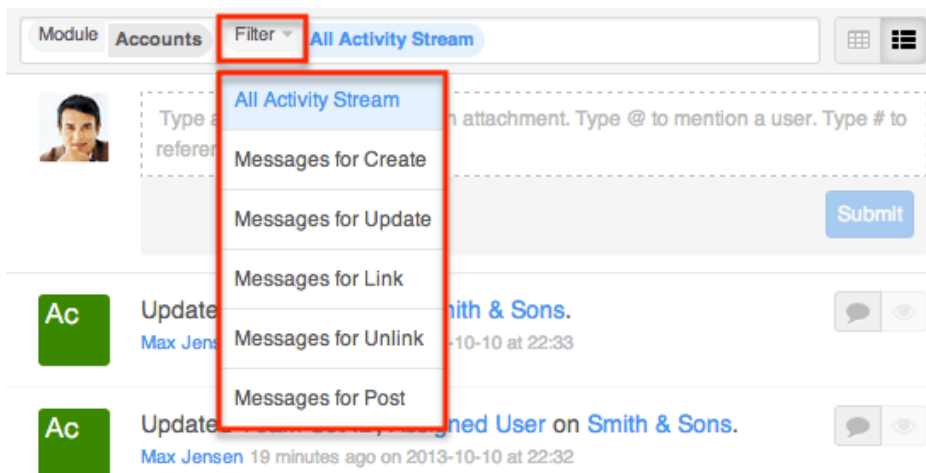 Module Accounts Filter All Activity Stream
Type a n attachment. Type @ to mention a user. Type # to
refere
All Activity Stream
Messages for Create
Messages for Update
Messages for Link
Messages for Unlink
Messages for Post
Submit
Ac
Update ith & Sons.
Max Jens -10-10 at 22:33
Ac
Updated gned User on Smith & Sons.
Max Jensen 19 minutes ago on 2013-10-10 at 22:32